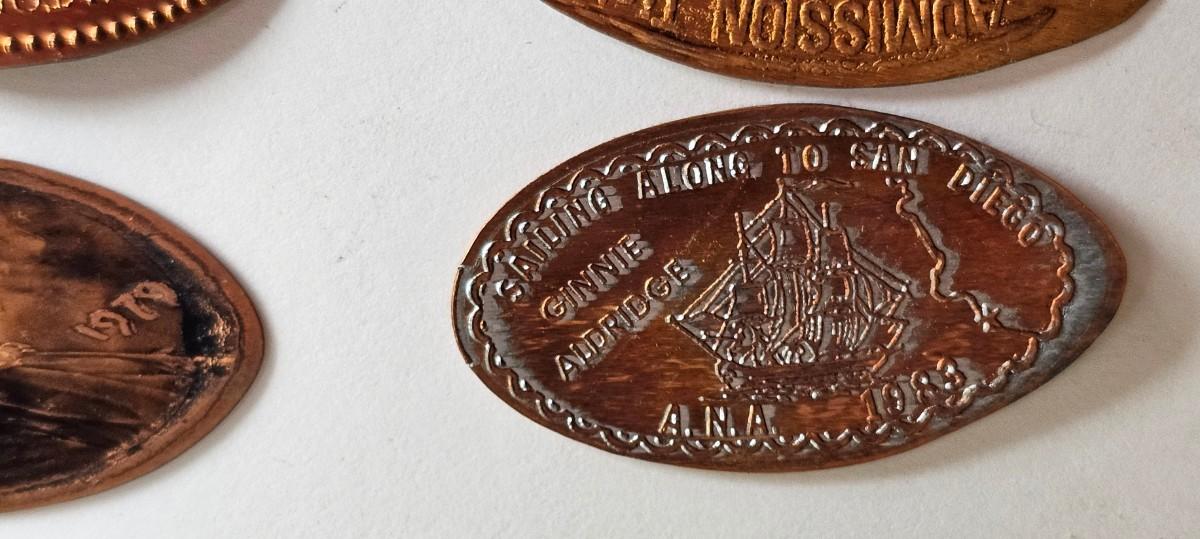 ADMISSION
SAILING ALONG TO SAN DIEGO
GINNIE
ALDRIDGE
A.N.A. 1983
1979